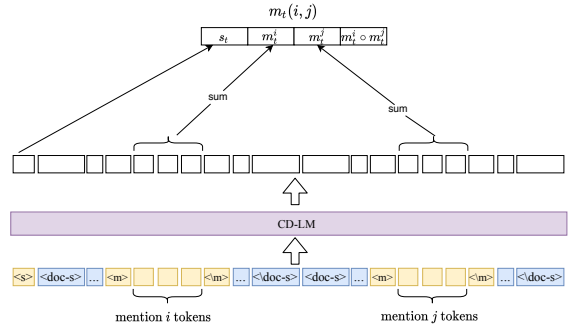 m_t(i, j)
s_t m_t^i m_t^j m_t^i ∘ m_t^j
sum sum
CD-LM
<s> <doc-s> ... <m> <\m> ... <\doc-s> <doc-s> ... <m> <\m> ... <\doc-s>
mention i tokens mention j tokens